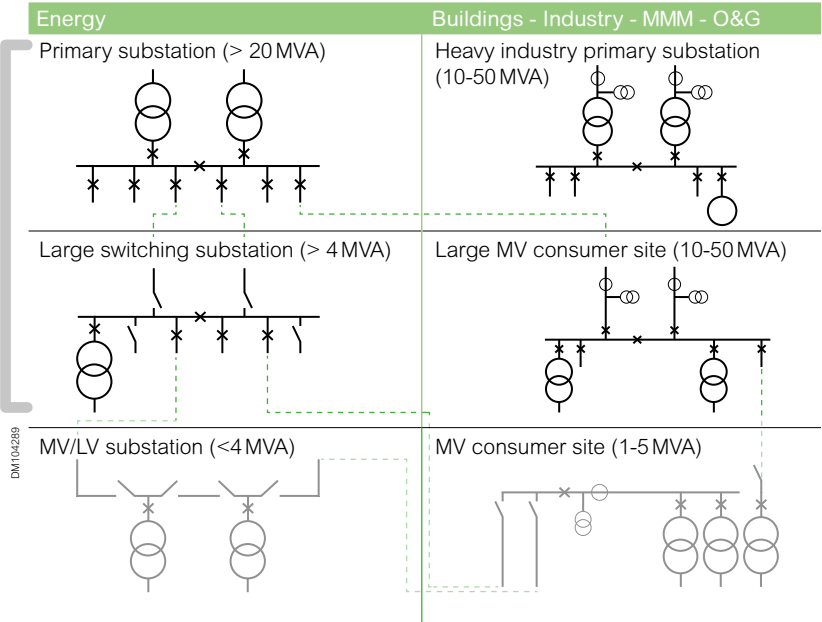 Energy
Buildings - Industry - MMM - O&G
Primary substation (> 20 MVA)
Heavy industry primary substation
(10-50 MVA)
Large switching substation (> 4 MVA)
Large MV consumer site (10-50 MVA)
MV/LV substation (<4 MVA)
MV consumer site (1-5 MVA)
DM104289